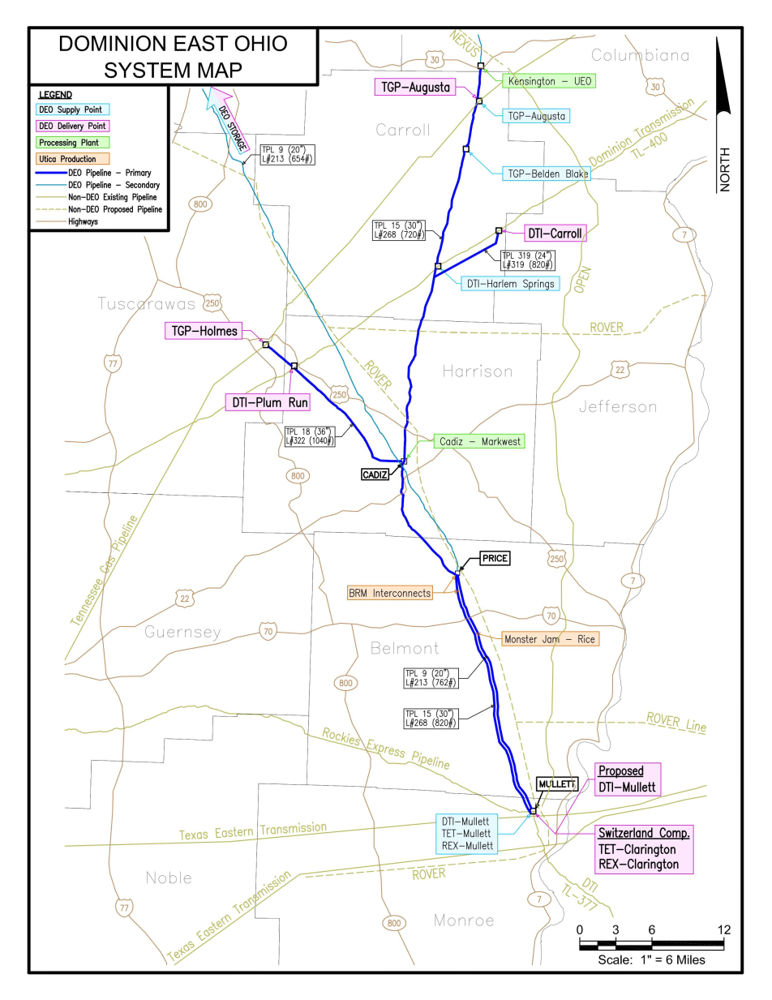 DOMINION EAST OHIO
SYSTEM MAP
LEGEND
DEO Supply Point
DEO Delivery Point
Processing Plant
Utica Production
DEO Pipeline – Primary
DEO Pipeline – Secondary
Non–DEO Existing Pipeline
Non–DEO Proposed Pipeline
Highways
NEXUS
30
Columbiana
Kensington – UEO
TGP–Augusta
30
NORTH
DEO STORAGE
TGP–Augusta
Carroll
Dominion Transmission
TL–400
TPL 9 (20")
L#213 (654#)
TGP–Belden Blake
800
TPL 15 (30")
L#268 (720#)
DTI–Carroll
7
TPL 319 (24")
L#319 (820#)
OPEN
DTI–Harlem Springs
Tuscarawas
250
TGP–Holmes
ROVER
77
ROVER
Harrison
22
DTI–Plum Run
250
Jefferson
TPL 18 (36")
L#322 (1040#)
Cadiz – Markwest
CADIZ
800
Tennessee Gas Pipeline
PRICE
250
7
BRM Interconnects
22
70
Guernsey
70
Monster Jam – Rice
Belmont
TPL 9 (20")
L#213 (762#)
800
TPL 15 (30")
L#268 (820#)
ROVER Line
Rockies Express Pipeline
Proposed
DTI–Mullett
MULLETT
DTI–Mullett
TET–Mullett
REX–Mullett
Texas Eastern Transmission
Switzerland Comp.
TET–Clarington
REX–Clarington
ROVER
Noble
Texas Eastern Transmission
DTI
TL–377
77
7
800
Monroe
0 3 6 12
Scale: 1" = 6 Miles